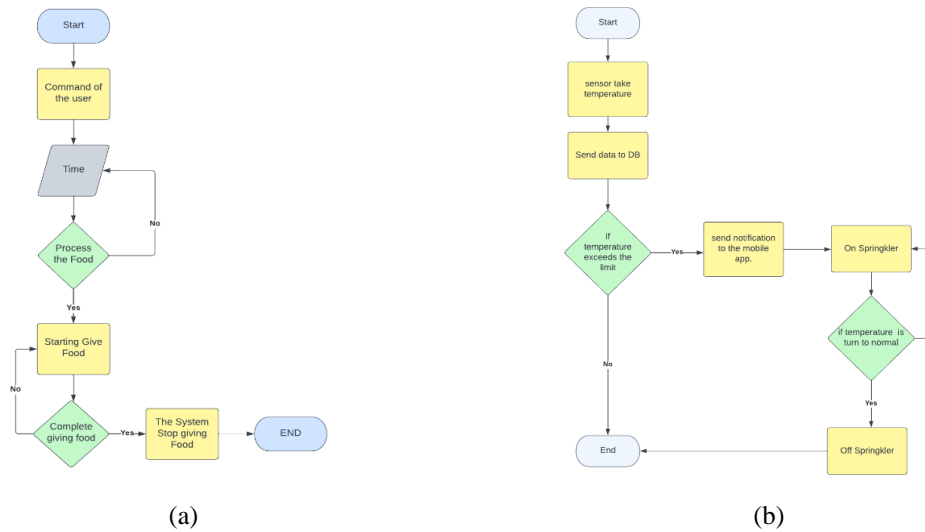 Start
Command of
the user
Time
No
Process
the Food
Yes
Starting Give
Food
No
Complete
giving food
Yes
The System
Stop giving
Food
END
(a)
Start
sensor take
temperature
Send data to DB
if
temperature
exceeds the
limit
Yes
send notification
to the mobile
app.
On Springkler
if temperature is
turn to normal
No
Yes
End
Off Springkler
(b)